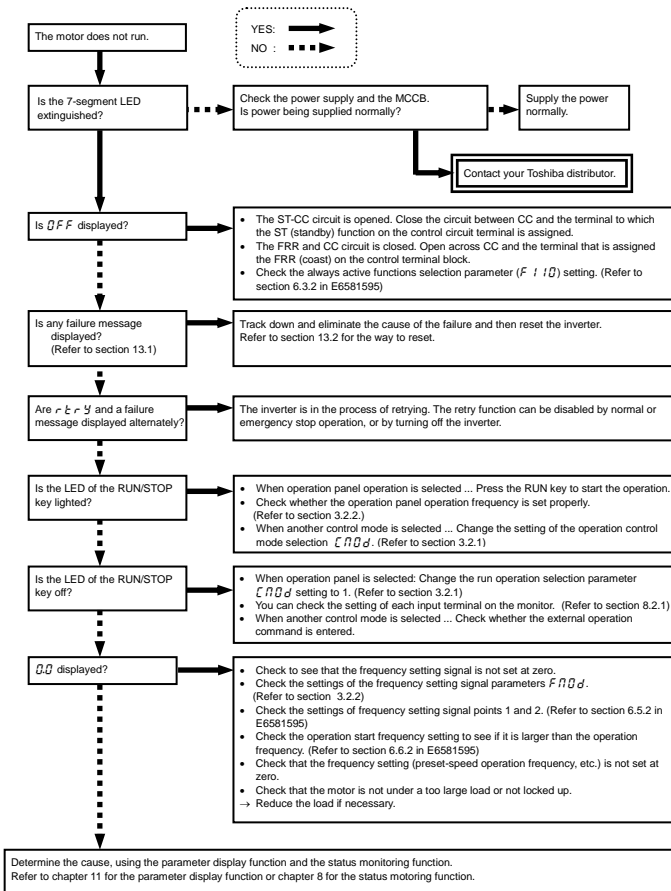 The motor does not run.
YES:
NO :
Is the 7-segment LED
extinguished?
Check the power supply and the MCCB.
Is power being supplied normally?
Supply the power
normally.
Contact your Toshiba distributor.
Is OFF displayed?
• The ST-CC circuit is opened. Close the circuit between CC and the terminal to which
the ST (standby) function on the control circuit terminal is assigned.
• The FRR and CC circuit is closed. Open across CC and the terminal that is assigned
the FRR (coast) on the control terminal block.
• Check the always active functions selection parameter (F110) setting. (Refer to
section 6.3.2 in E6581595)
Is any failure message
displayed?
(Refer to section 13.1)
Track down and eliminate the cause of the failure and then reset the inverter.
Refer to section 13.2 for the way to reset.
Are rtrY and a failure
message displayed alternately?
The inverter is in the process of retrying. The retry function can be disabled by normal or
emergency stop operation, or by turning off the inverter.
Is the LED of the RUN/STOP
key lighted?
• When operation panel operation is selected ... Press the RUN key to start the operation.
• Check whether the operation panel operation frequency is set properly.
(Refer to section 3.2.2.)
• When another control mode is selected ... Change the setting of the operation control
mode selection CMOd. (Refer to section 3.2.1)
Is the LED of the RUN/STOP
key off?
• When operation panel is selected: Change the run operation selection parameter
CMOd setting to 1. (Refer to section 3.2.1)
• You can check the setting of each input terminal on the monitor. (Refer to section 8.2.1)
• When another control mode is selected ... Check whether the external operation
command is entered.
0.0 displayed?
• Check to see that the frequency setting signal is not set at zero.
• Check the settings of the frequency setting signal parameters FMOd.
(Refer to section 3.2.2)
• Check the settings of frequency setting signal points 1 and 2. (Refer to section 6.5.2 in
E6581595)
• Check the operation start frequency setting to see if it is larger than the operation
frequency. (Refer to section 6.6.2 in E6581595)
• Check that the frequency setting (preset-speed operation frequency, etc.) is not set at
zero.
• Check that the motor is not under a too large load or not locked up.
→ Reduce the load if necessary.
Determine the cause, using the parameter display function and the status monitoring function.
Refer to chapter 11 for the parameter display function or chapter 8 for the status motoring function.